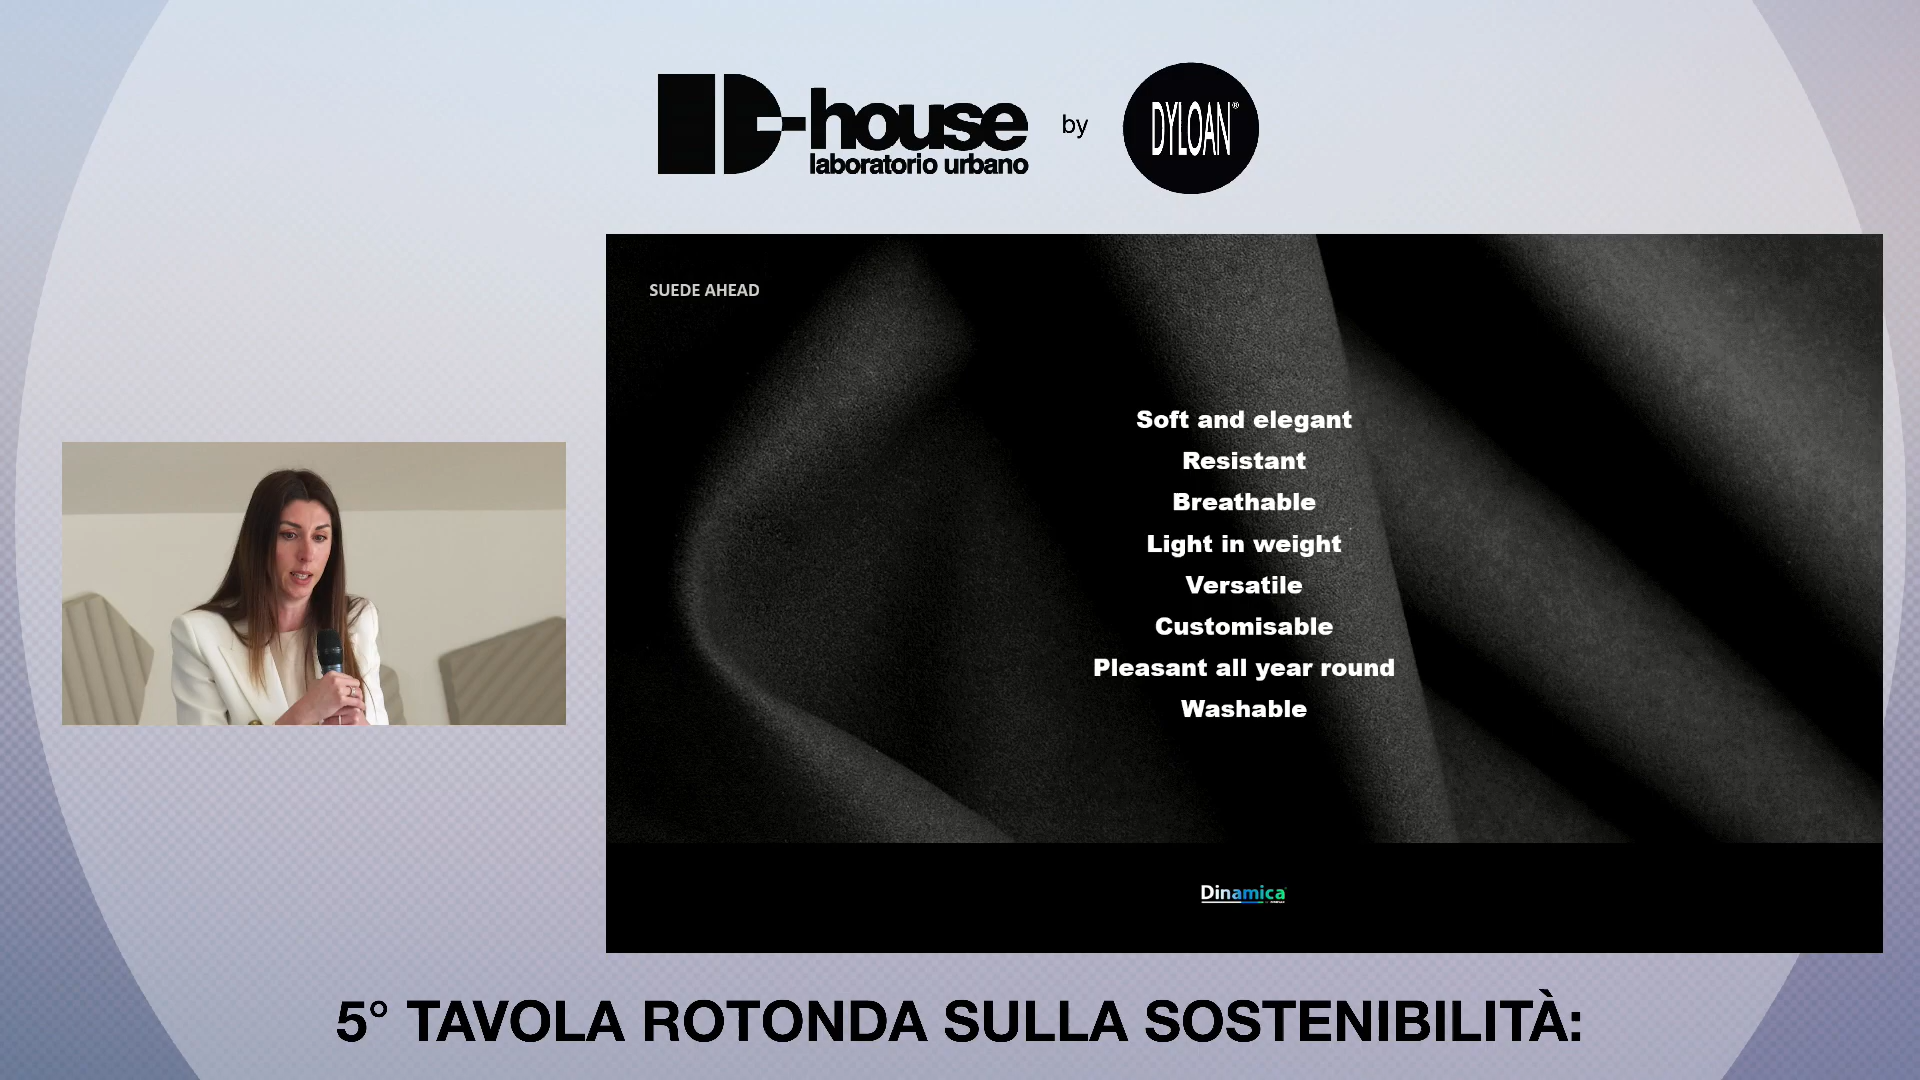 D-house
laboratorio urbano
by
DYLOAN®
SUEDE AHEAD
Soft and elegant
Resistant
Breathable
Light in weight
Versatile
Customisable
Pleasant all year round
Washable
Dinamica
5° TAVOLA ROTONDA SULLA SOSTENIBILITÀ: